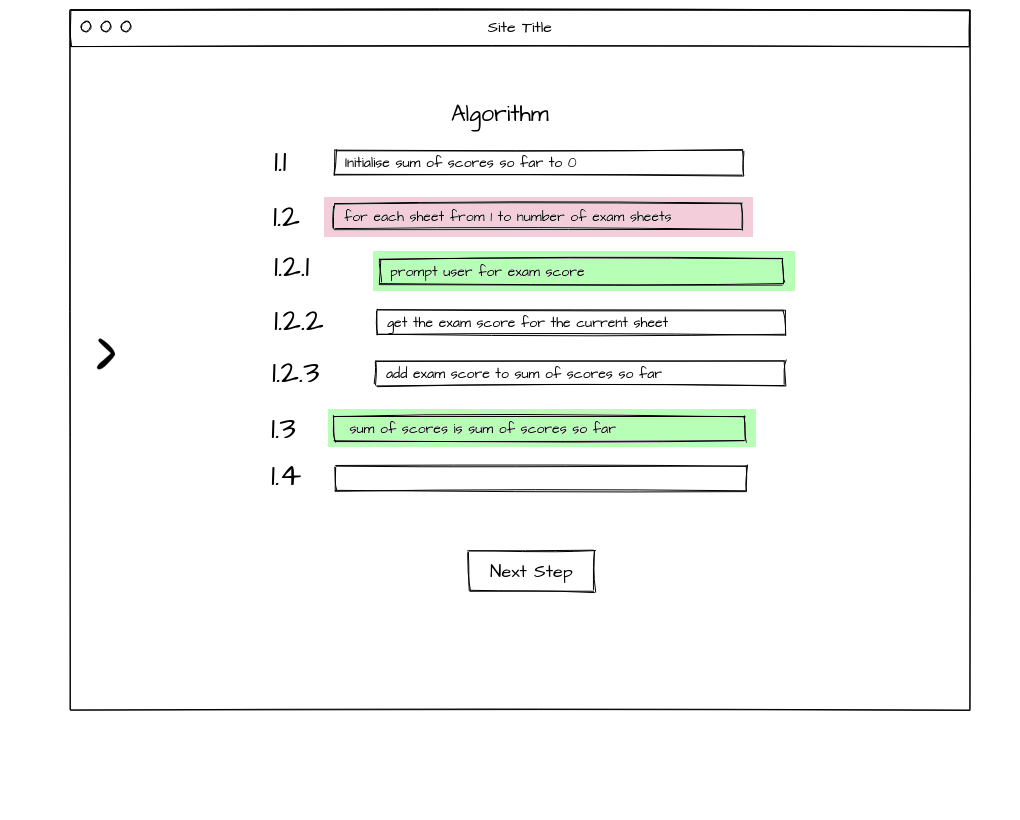 Site Title
Algorithm
1.1 Initialise sum of scores so far to 0
1.2 for each sheet from 1 to number of exam sheets
1.2.1 prompt user for exam score
1.2.2 get the exam score for the current sheet
1.2.3 add exam score to sum of scores so far
1.3 sum of scores is sum of scores so far
1.4
Next Step